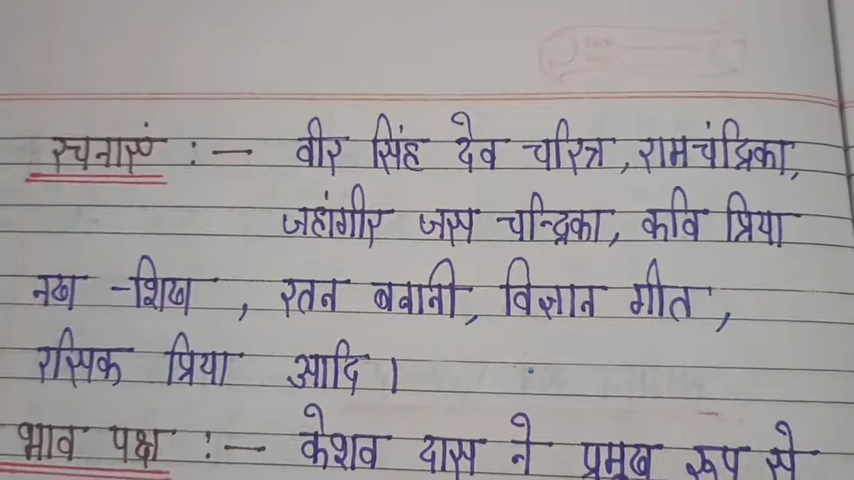 रचनाएं :— वीर सिंह देव चरित्र, रामचंद्रिका,
जहांगीर जस चन्द्रिका, कवि प्रिया
नख -शिख , रतन बवानी, विज्ञान गीत,
रसिक प्रिया आदि।
भाव पक्ष :— केशव दास ने प्रमुख रूप से